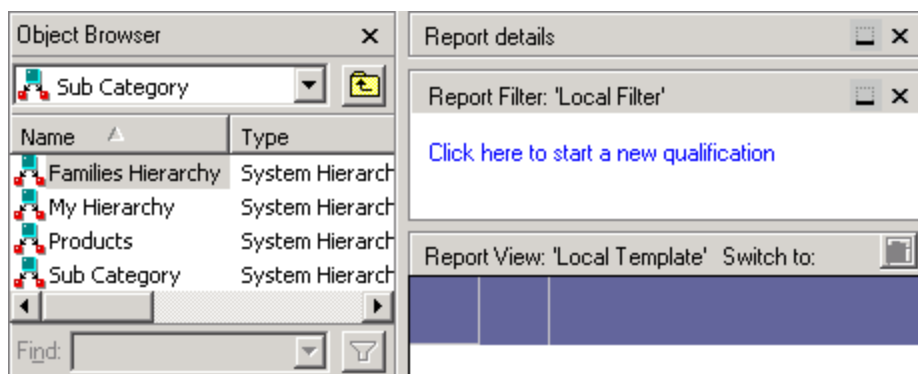 Object Browser
Sub Category
Name Type
Families Hierarchy System Hierarch
My Hierarchy System Hierarch
Products System Hierarch
Sub Category System Hierarch
Find:
Report details
Report Filter: 'Local Filter'
Click here to start a new qualification
Report View: 'Local Template' Switch to: